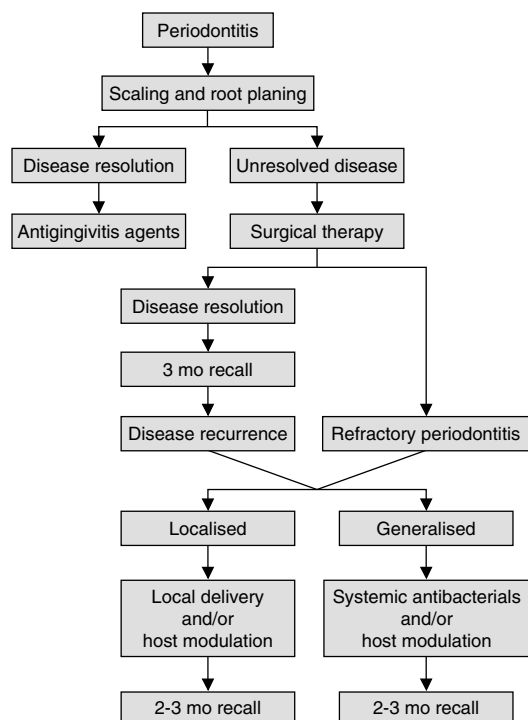 Periodontitis
Scaling and root planing
Disease resolution
Unresolved disease
Antigingivitis agents
Surgical therapy
Disease resolution
3 mo recall
Disease recurrence
Refractory periodontitis
Localised
Generalised
Local delivery
and/or
host modulation
Systemic antibacterials
and/or
host modulation
2-3 mo recall
2-3 mo recall